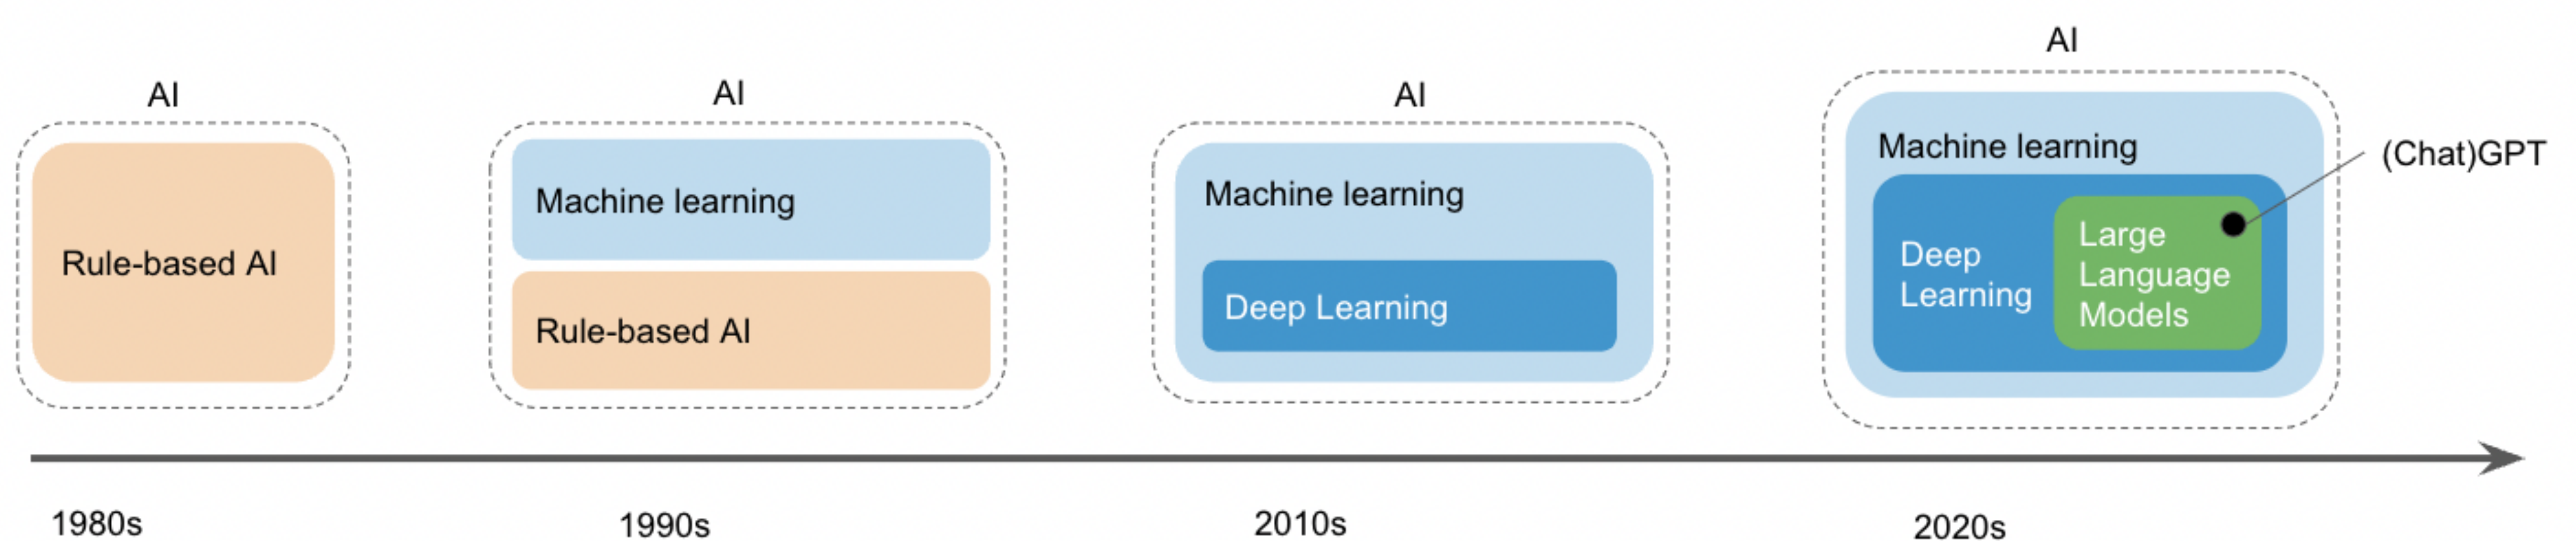 AI
Rule-based AI
AI
Machine learning
Rule-based AI
AI
Machine learning
Deep Learning
AI
Machine learning
Deep
Learning
Large
Language
Models
(Chat)GPT
1980s
1990s
2010s
2020s